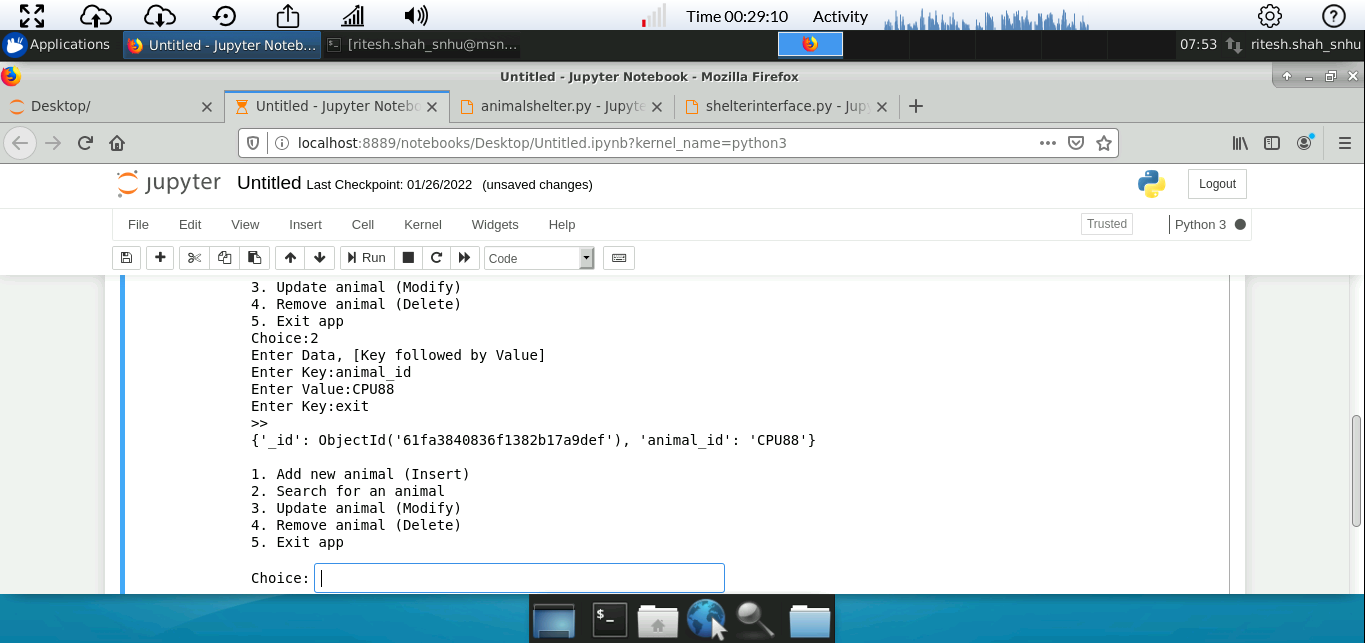 Time 00:29:10 Activity
Applications Untitled - Jupyter Noteb... [ritesh.shah_snhu@msn... 07:53 ritesh.shah_snhu
Untitled - Jupyter Notebook - Mozilla Firefox
Desktop/ Untitled - Jupyter Notebo animalshelter.py - Jupyte shelterinterface.py - Jup
localhost:8889/notebooks/Desktop/Untitled.ipynb?kernel_name=python3
jupyter Untitled Last Checkpoint: 01/26/2022 (unsaved changes) Logout
File Edit View Insert Cell Kernel Widgets Help Trusted Python 3
Run Code
3. Update animal (Modify)
4. Remove animal (Delete)
5. Exit app
Choice:2
Enter Data, [Key followed by Value]
Enter Key:animal_id
Enter Value:CPU88
Enter Key:exit
>>
{'_id': ObjectId('61fa3840836f1382b17a9def'), 'animal_id': 'CPU88'}
1. Add new animal (Insert)
2. Search for an animal
3. Update animal (Modify)
4. Remove animal (Delete)
5. Exit app
Choice: